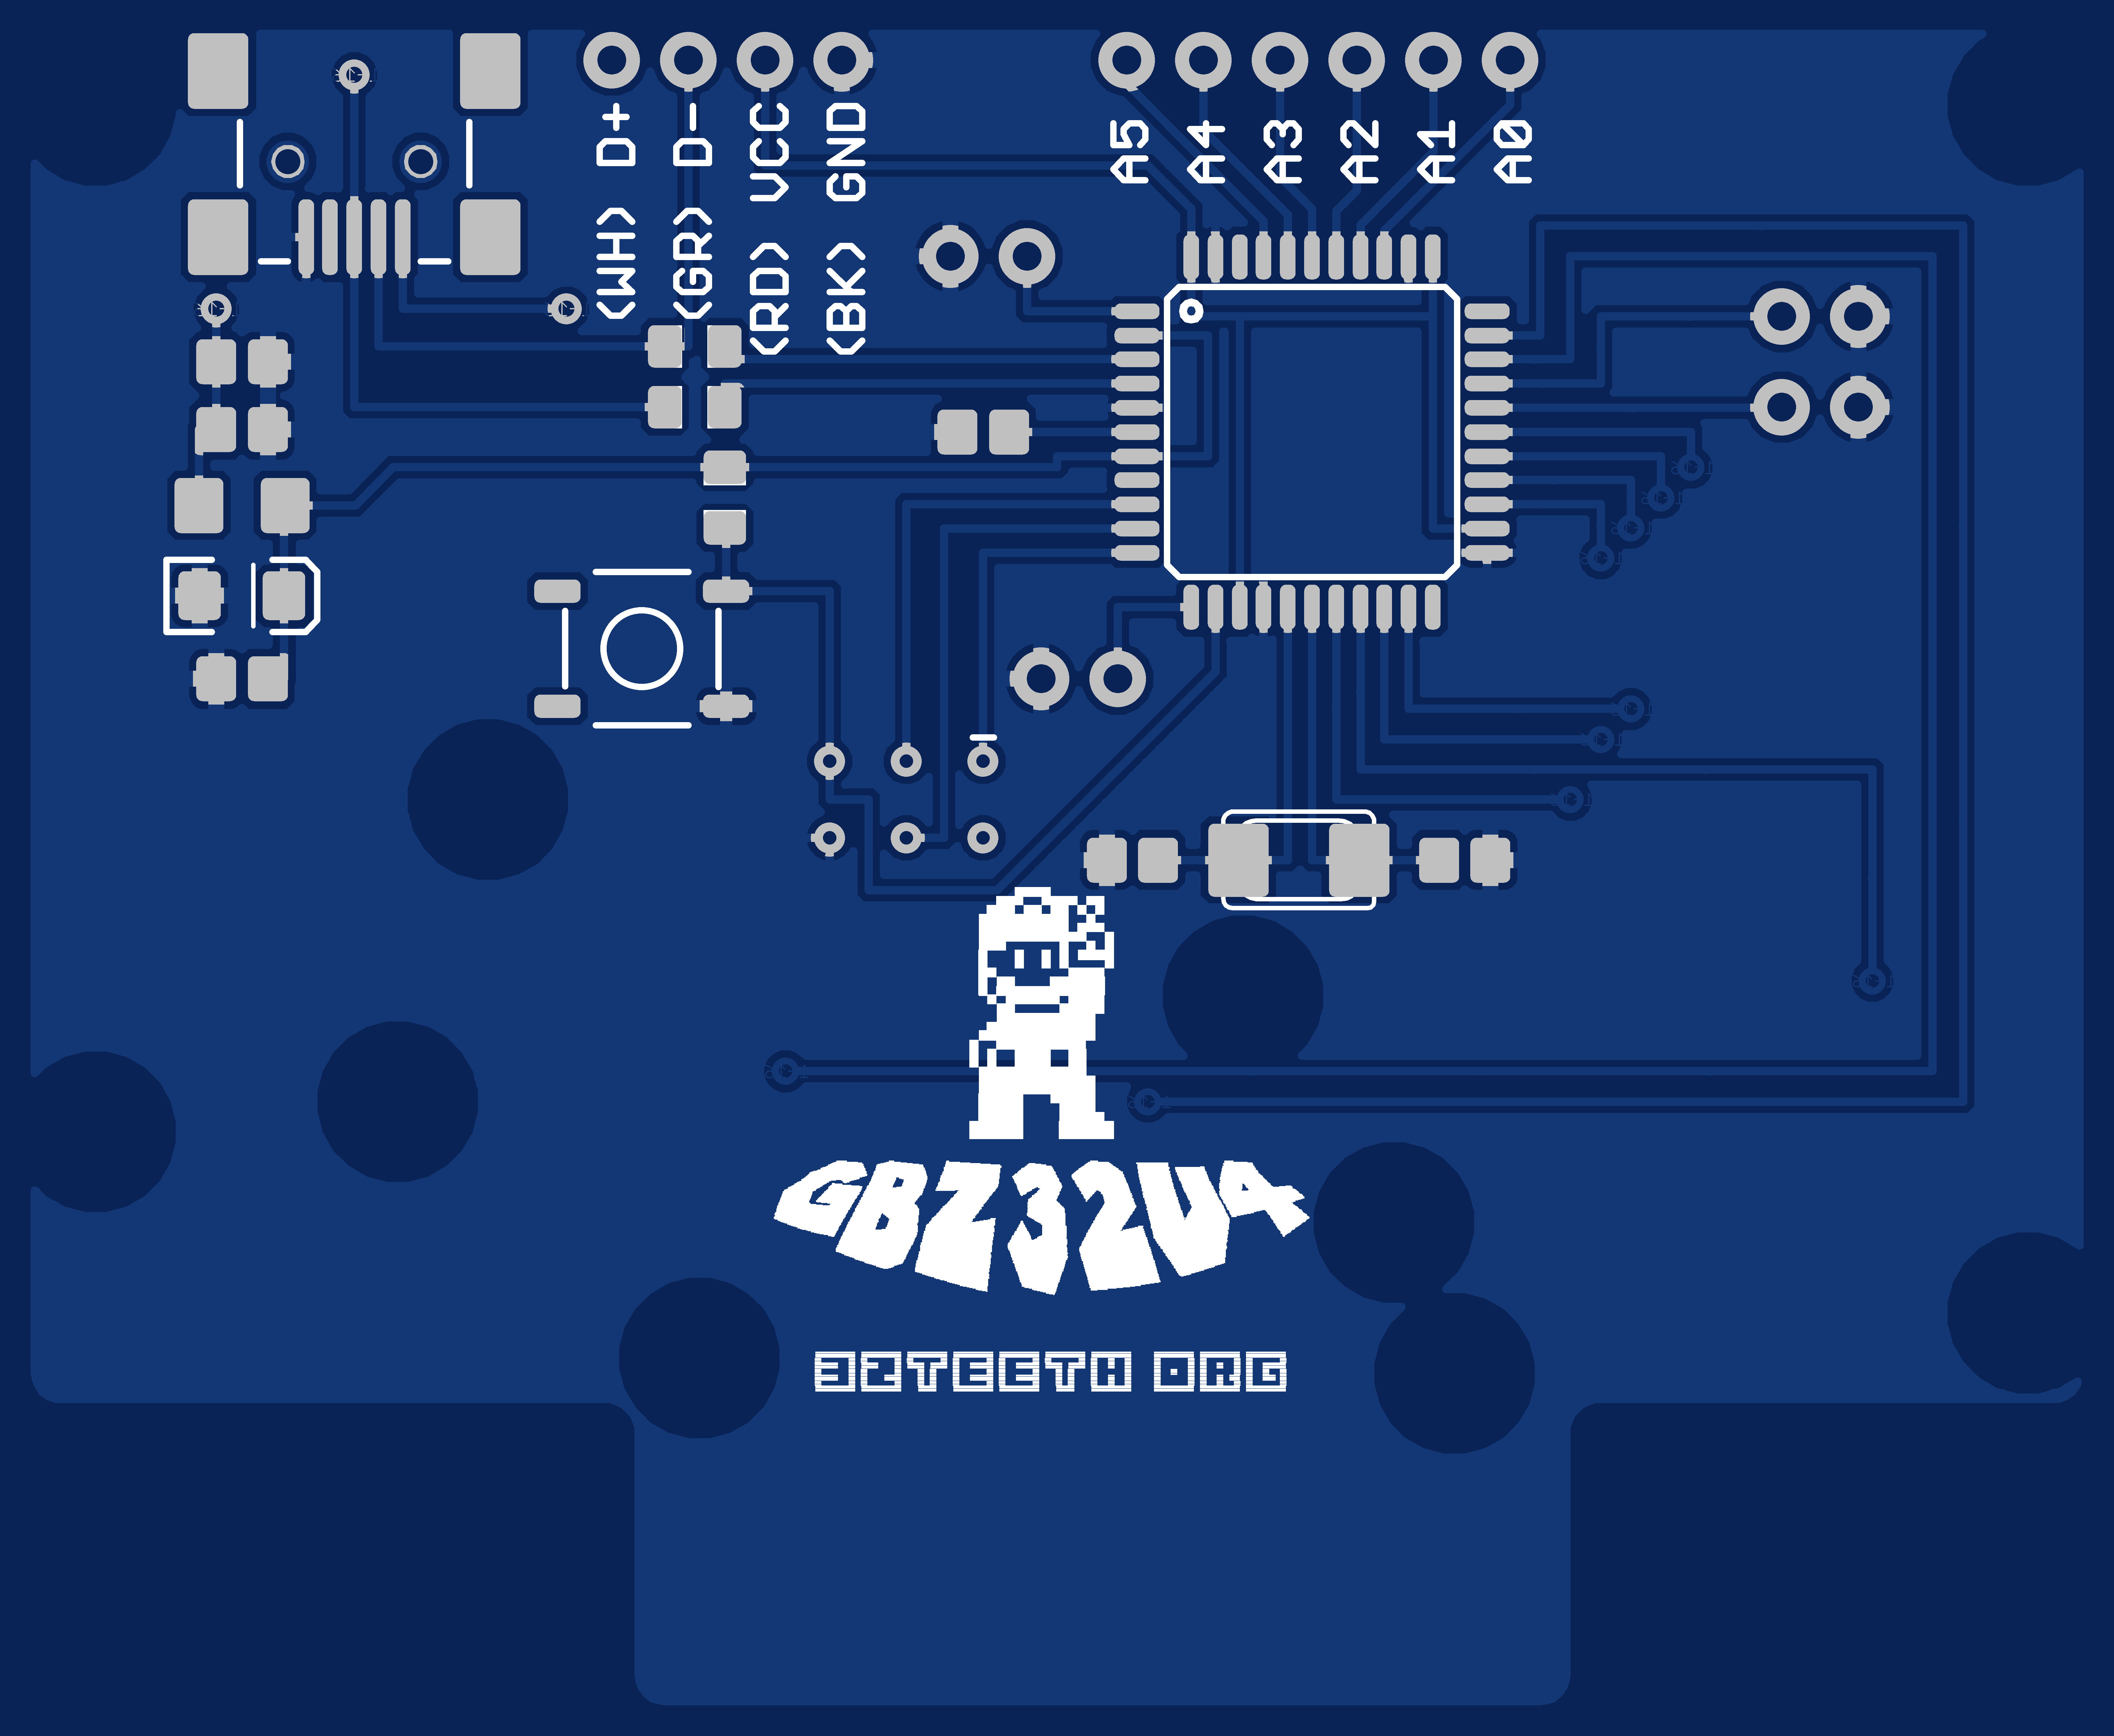 (WH) D+
(GR) D-
(RD) VCC
(BK) GND
A5
A4
A3
A2
A1
A0
GBZ32U4
32TEETH ORG